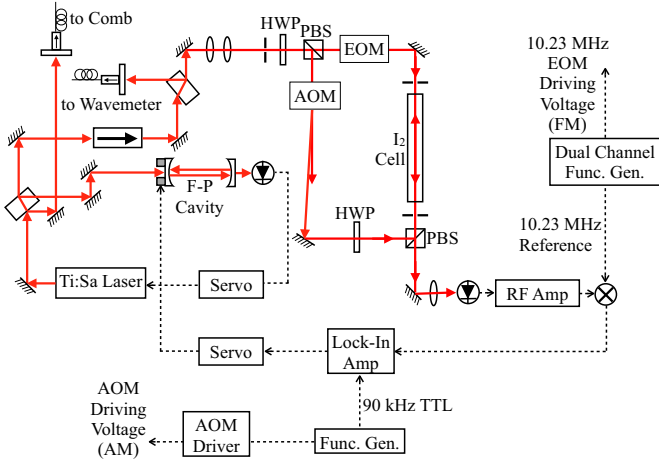 to Comb
HWP
PBS
EOM
10.23 MHz
EOM
Driving
Voltage
(FM)
to Wavemeter
AOM
I2
Cell
Dual Channel
Func. Gen.
F-P
Cavity
HWP
PBS
10.23 MHz
Reference
Ti:Sa Laser
Servo
RF Amp
Servo
Lock-In
Amp
AOM
Driving
Voltage
(AM)
AOM
Driver
90 kHz TTL
Func. Gen.